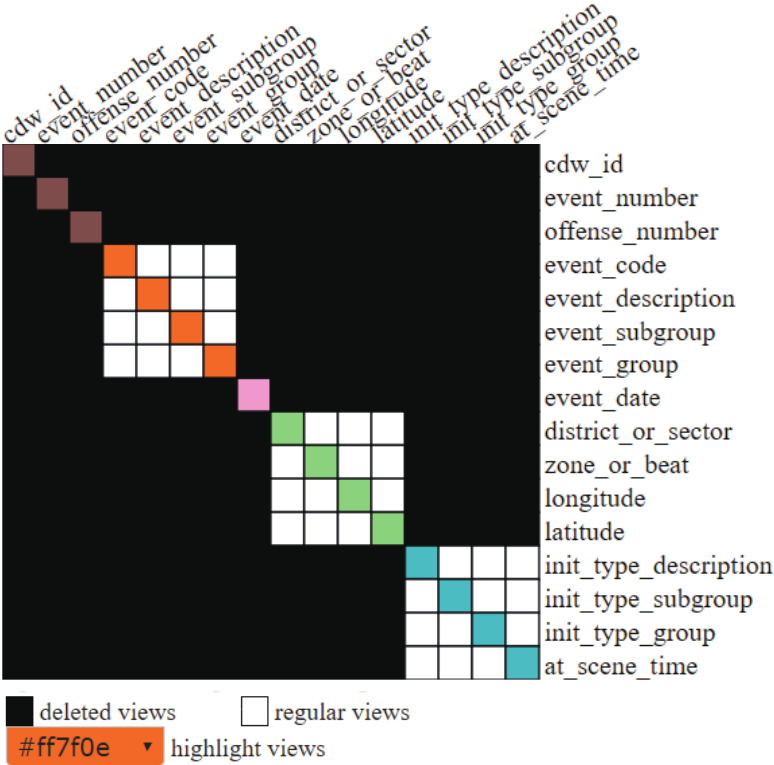 cdw_id
event_number
offense_number
event_code
event_description
event_subgroup
event_group
event_date
district_or_sector
zone_or_beat
longitude
latitude
init_type_description
init_type_subgroup
init_type_group
at_scene_time
cdw_id
event_number
offense_number
event_code
event_description
event_subgroup
event_group
event_date
district_or_sector
zone_or_beat
longitude
latitude
init_type_description
init_type_subgroup
init_type_group
at_scene_time
deleted views regular views
#ff7f0e ▼ highlight views